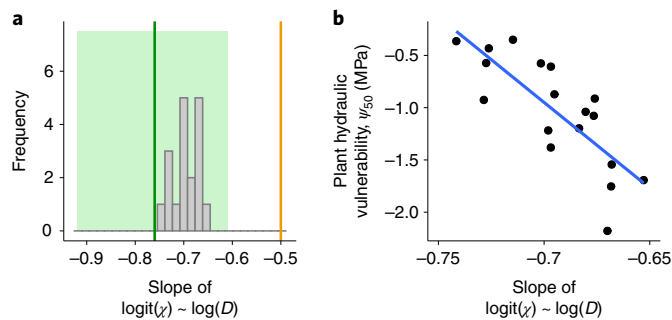 a
Frequency
6
4
2
0
−0.9 −0.8 −0.7 −0.6 −0.5
Slope of
logit(χ) ~ log(D)
b
Plant hydraulic
vulnerability, ψ50 (MPa)
−0.5
−1.0
−1.5
−2.0
−0.75 −0.7 −0.65
Slope of
logit(χ) ~ log(D)